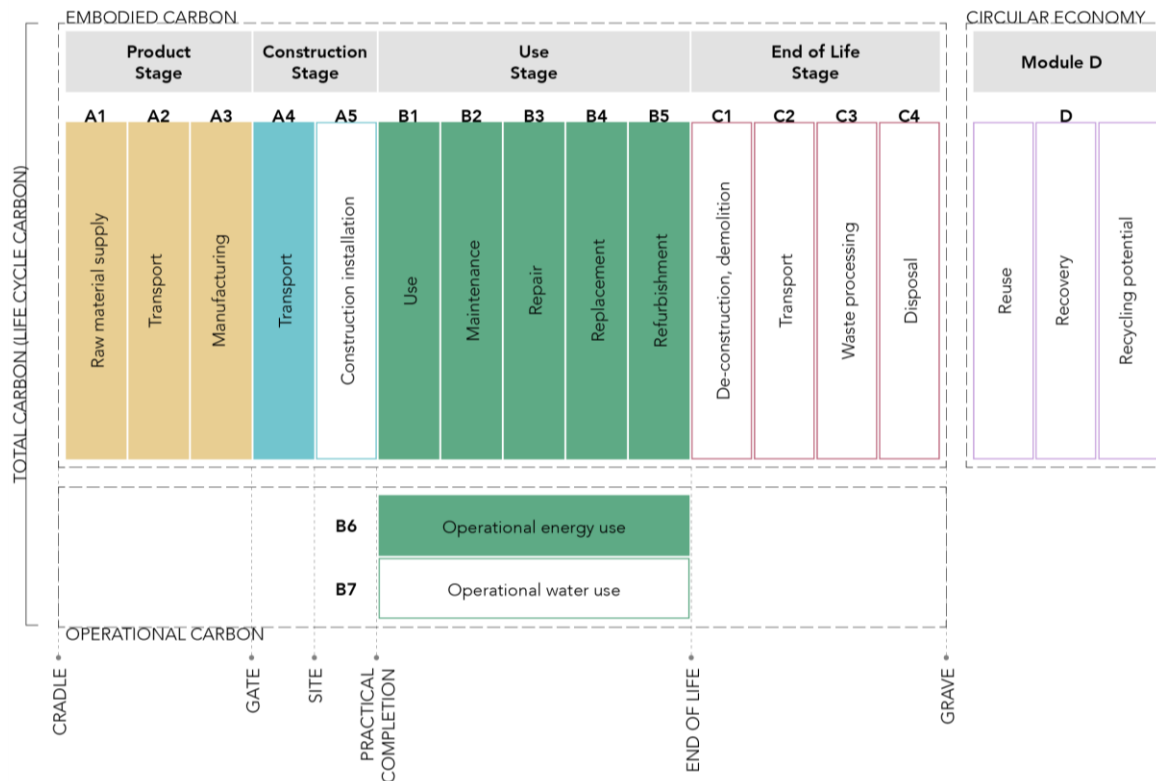 EMBODIED CARBON
CIRCULAR ECONOMY
Product
Stage
Construction
Stage
Use
Stage
End of Life
Stage
Module D
A1
A2
A3
A4
A5
B1
B2
B3
B4
B5
C1
C2
C3
C4
D
TOTAL CARBON (LIFE CYCLE CARBON)
Raw material supply
Transport
Manufacturing
Transport
Construction installation
Use
Maintenance
Repair
Replacement
Refurbishment
De-construction, demolition
Transport
Waste processing
Disposal
Reuse
Recovery
Recycling potential
B6
Operational energy use
B7
Operational water use
OPERATIONAL CARBON
CRADLE
GATE
SITE
PRACTICAL
COMPLETION
END OF LIFE
GRAVE